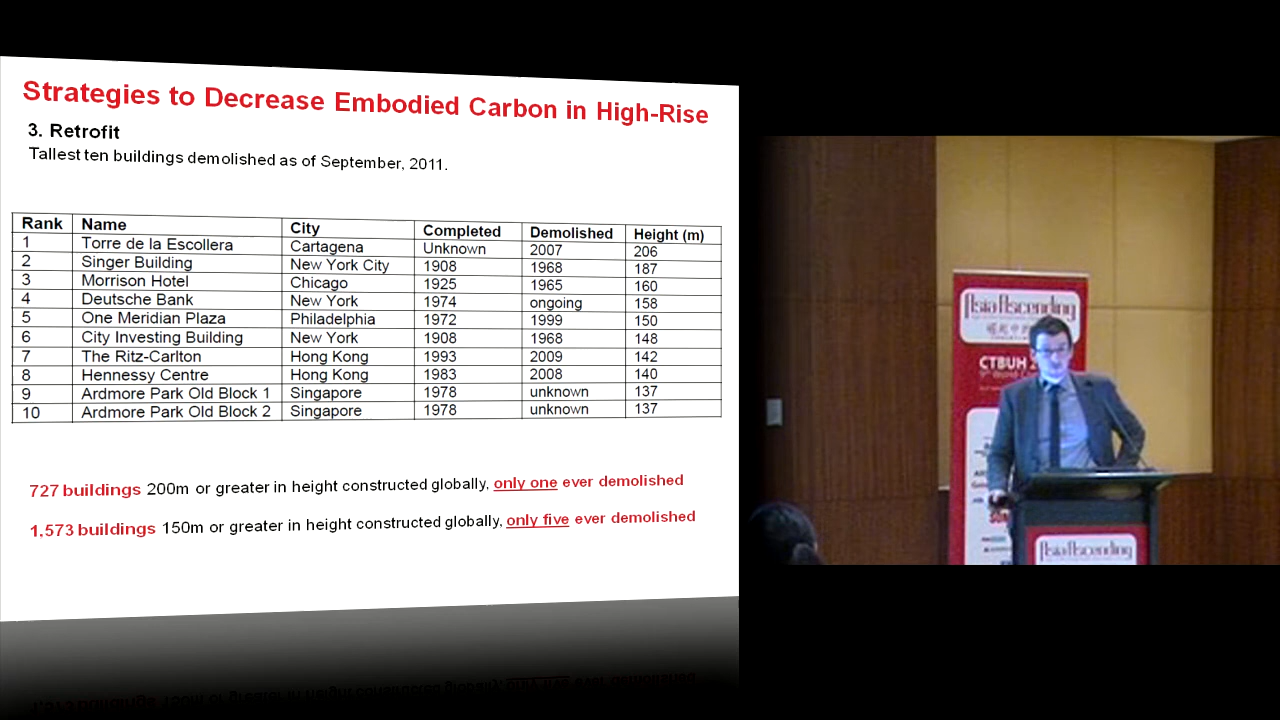 Strategies to Decrease Embodied Carbon in High-Rise
3. Retrofit
Tallest ten buildings demolished as of September, 2011.
Rank Name City Completed Demolished Height (m)
1 Torre de la Escollera Cartagena Unknown 2007 206
2 Singer Building New York City 1908 1968 187
3 Morrison Hotel Chicago 1925 1965 160
4 Deutsche Bank New York 1974 ongoing 158
5 One Meridian Plaza Philadelphia 1972 1999 150
6 City Investing Building New York 1908 1968 148
7 The Ritz-Carlton Hong Kong 1993 2009 142
8 Hennessy Centre Hong Kong 1983 2008 140
9 Ardmore Park Old Block 1 Singapore 1978 unknown 137
10 Ardmore Park Old Block 2 Singapore 1978 unknown 137
727 buildings 200m or greater in height constructed globally, only one ever demolished
1,573 buildings 150m or greater in height constructed globally, only five ever demolished
Asia Ascending
CTBUH
Asia Ascending